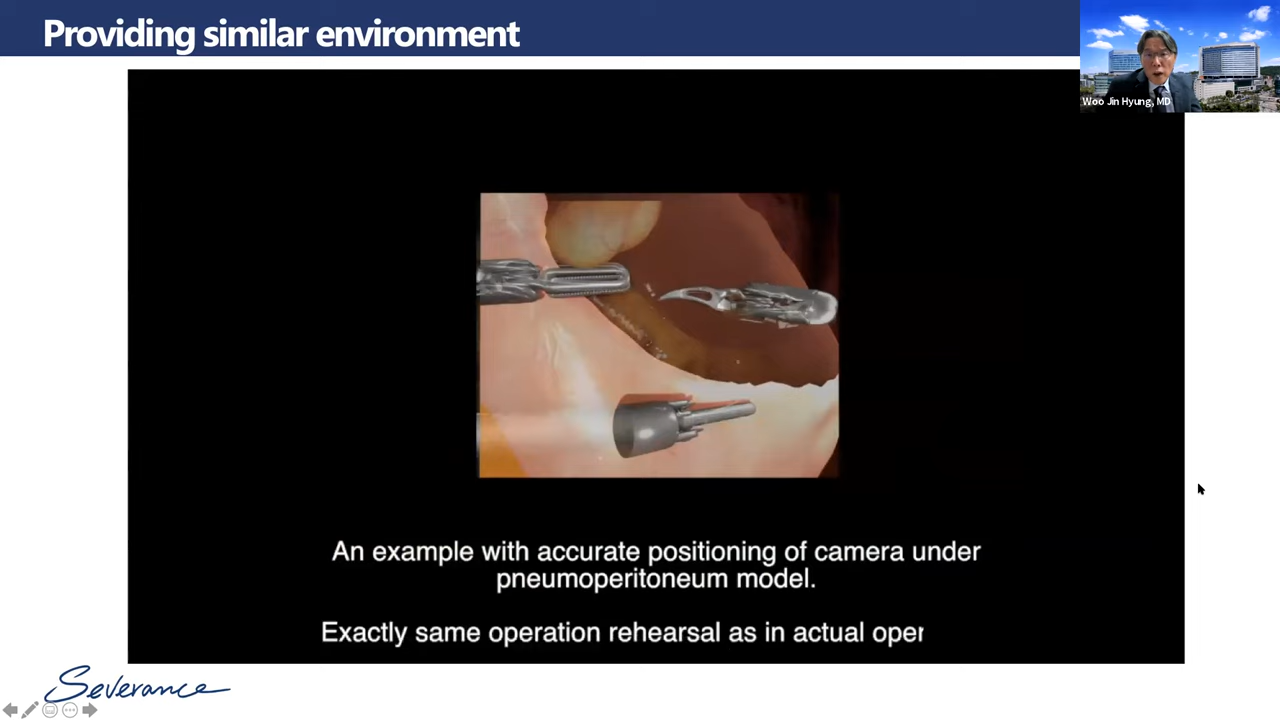 Providing similar environment
Woo Jin Hyung, MD
An example with accurate positioning of camera under
pneumoperitoneum model.
Exactly same operation rehearsal as in actual oper
Severance